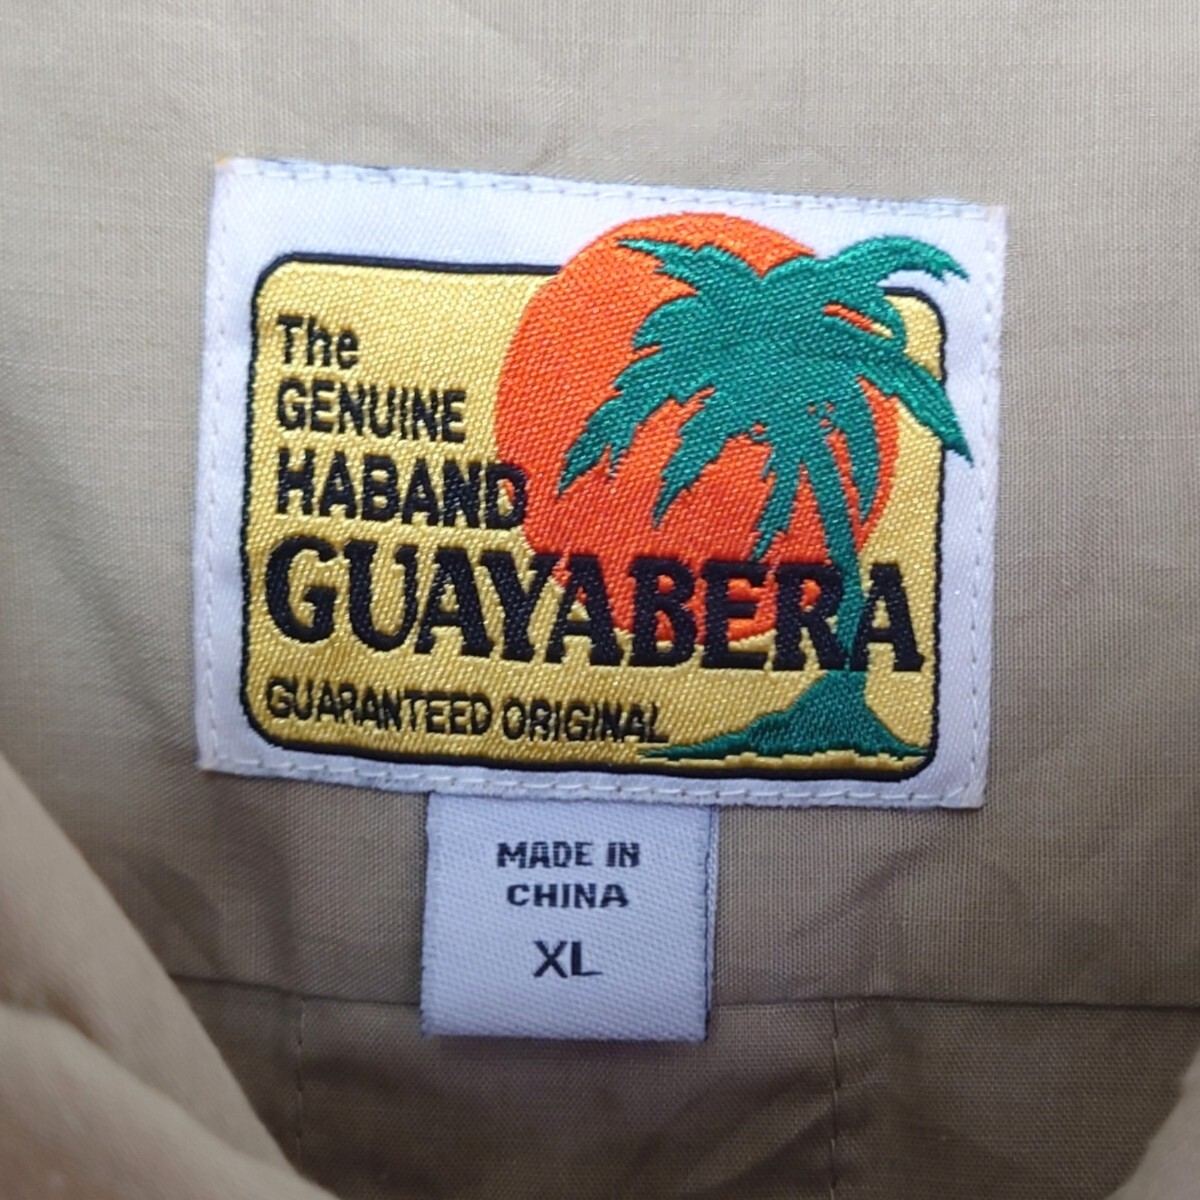 The
GENUINE
HABAND
GUAYABERA
GUARANTEED ORIGINAL
MADE IN
CHINA
XL